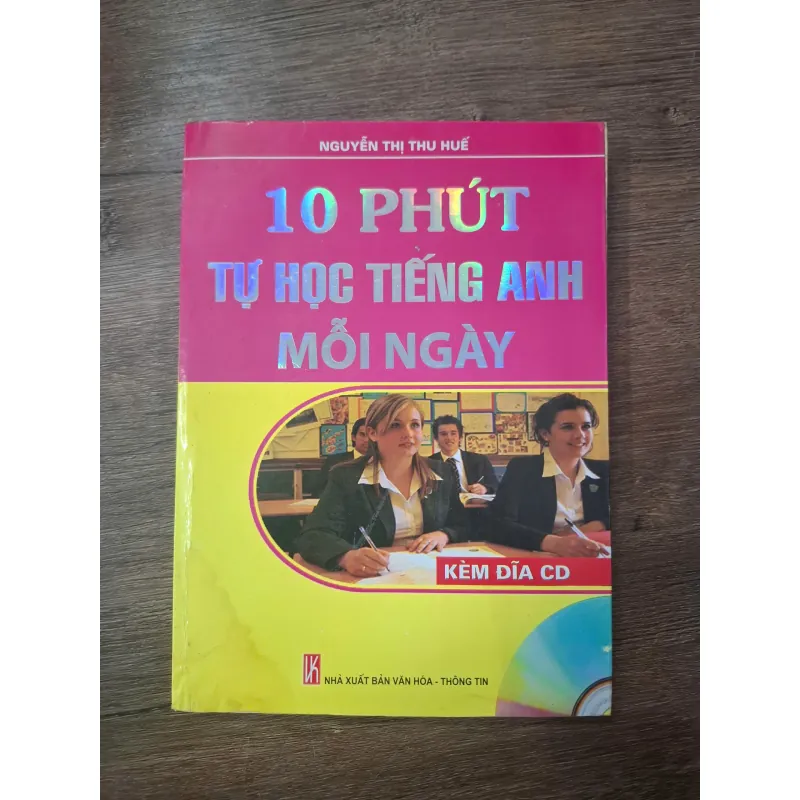 NGUYỄN THỊ THU HUẾ
10 PHÚT
TỰ HỌC TIẾNG ANH
MỖI NGÀY
KÈM ĐĨA CD
NHÀ XUẤT BẢN VĂN HÓA - THÔNG TIN